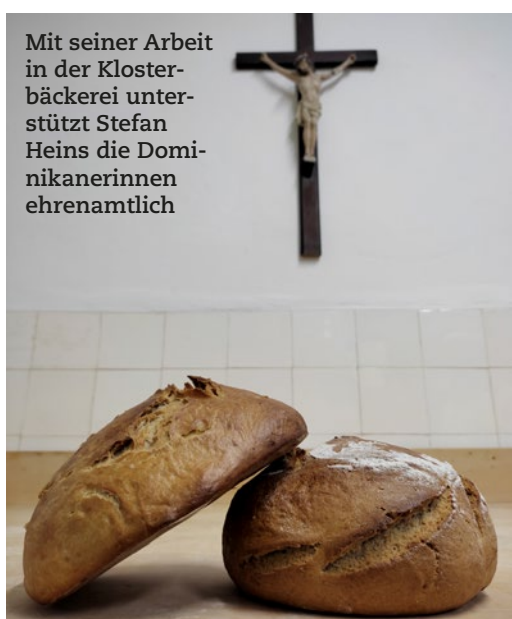 Mit seiner Arbeit
in der Kloster-
bäckerei unter-
stützt Stefan
Heins die Domi-
nikanerinnen
ehrenamtlich